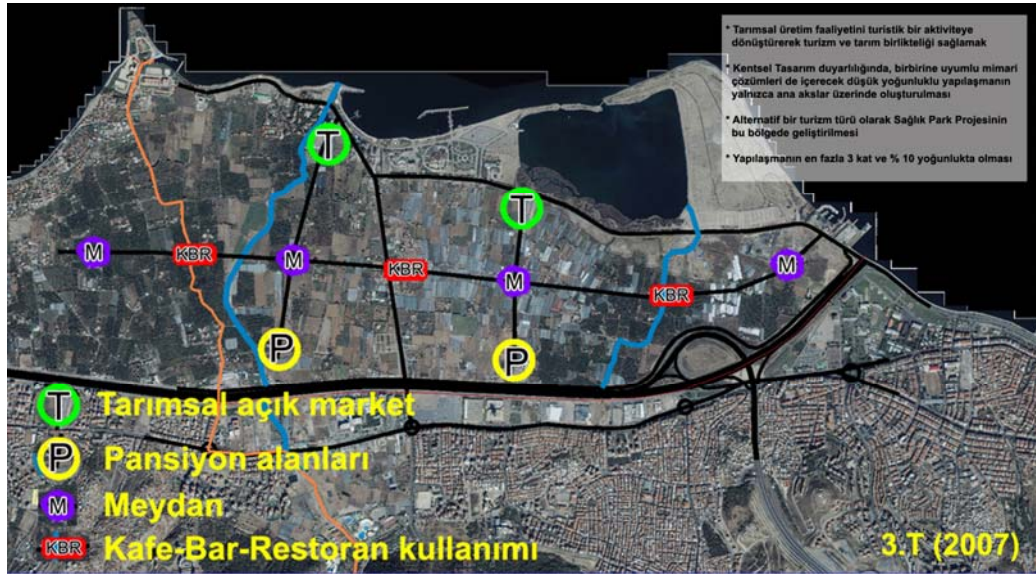 * Tarımsal üretim faaliyetini turistik bir aktiviteye
dönüştürerek turizm ve tarım birlikteliği sağlamak
* Kentsel Tasarım duyarlılığında, birbirine uyumlu mimari
çözümleri de içerecek düşük yoğunluklu yapılaşmanın
yalnızca ana akslar üzerinde oluşturulması
* Alternatif bir turizm türü olarak Sağlık Park Projesinin
bu bölgede geliştirilmesi
* Yapılaşmanın en fazla 3 kat ve % 10 yoğunlukta olması
T
T
M
KBR
M
KBR
M
KBR
M
P
P
T Tarımsal açık market
P Pansiyon alanları
M Meydan
KBR Kafe-Bar-Restoran kullanımı
3.T (2007)